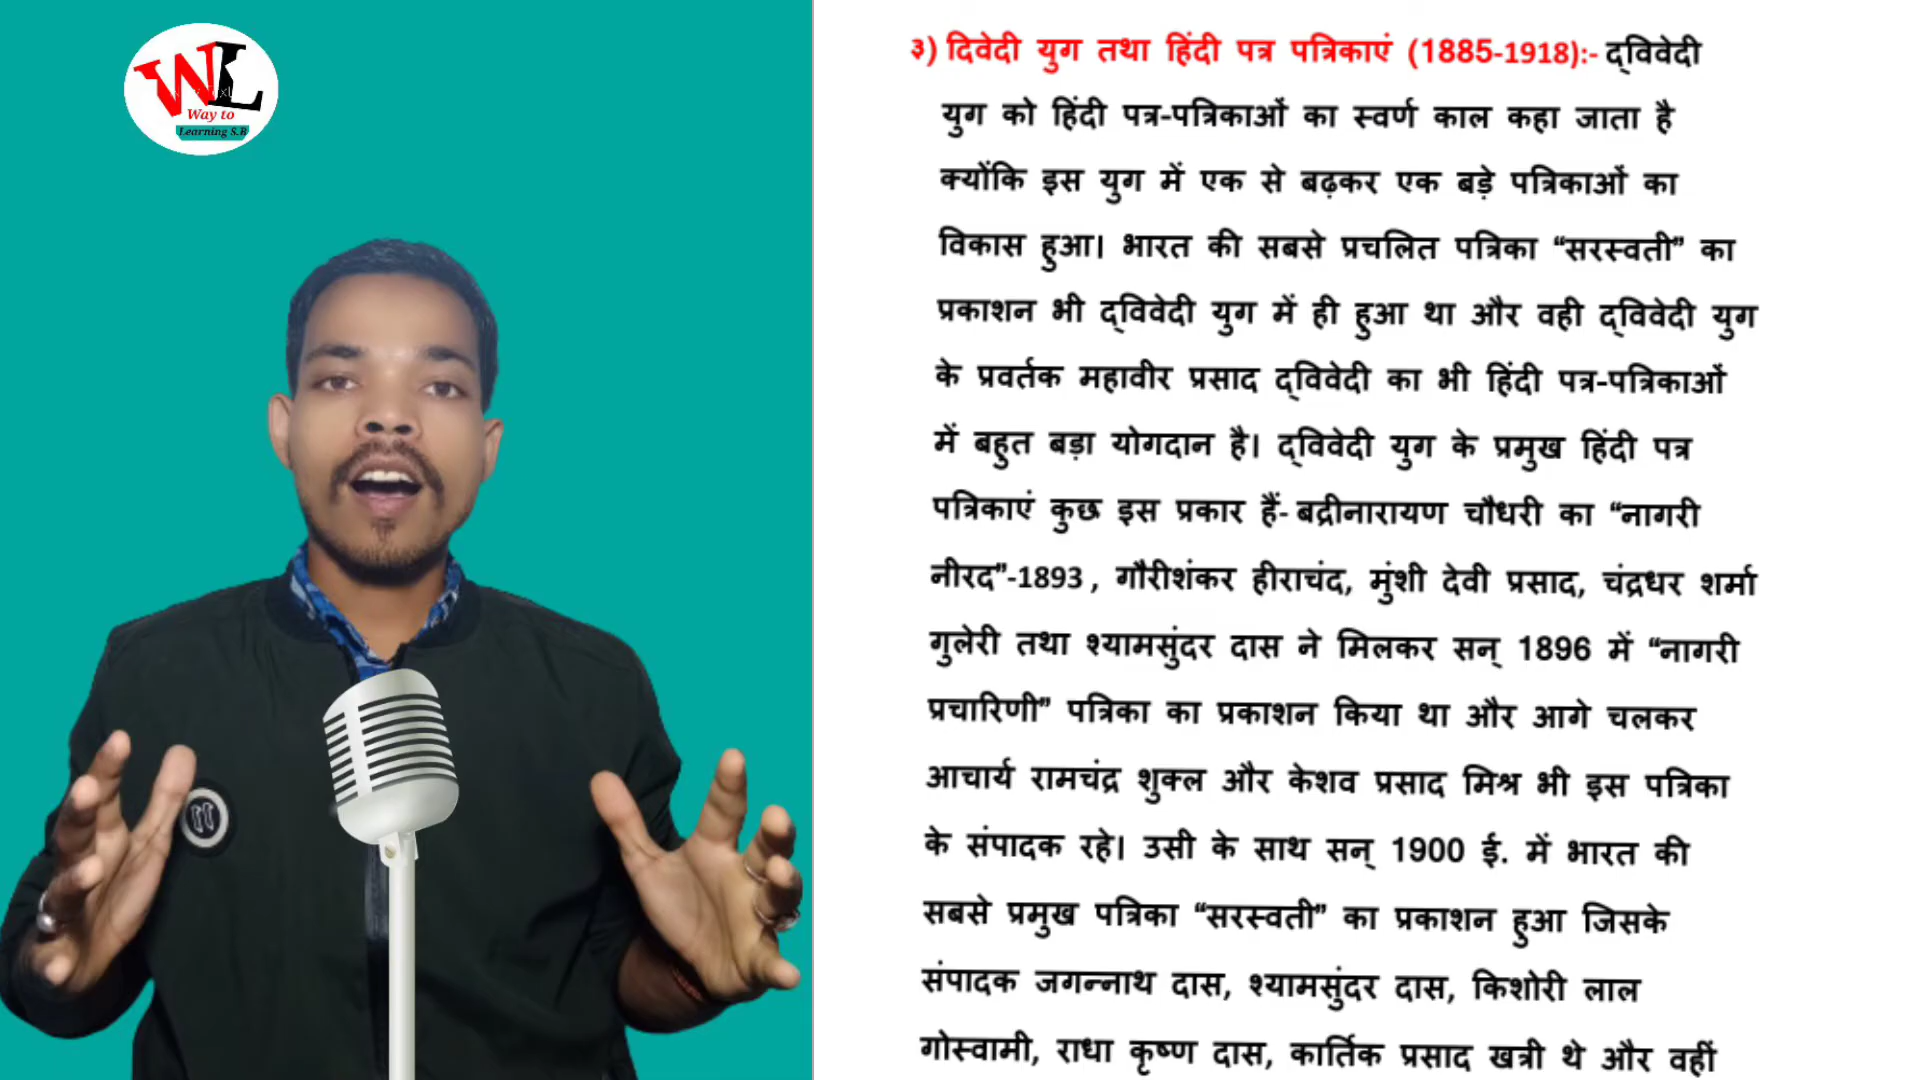 WL
Way to
Learning S.B
३) दिवेदी युग तथा हिंदी पत्र पत्रिकाएं (1885-1918):- द्विवेदी
युग को हिंदी पत्र-पत्रिकाओं का स्वर्ण काल कहा जाता है
क्योंकि इस युग में एक से बढ़कर एक बड़े पत्रिकाओं का
विकास हुआ। भारत की सबसे प्रचलित पत्रिका “सरस्वती” का
प्रकाशन भी द्विवेदी युग में ही हुआ था और वही द्विवेदी युग
के प्रवर्तक महावीर प्रसाद द्विवेदी का भी हिंदी पत्र-पत्रिकाओं
में बहुत बड़ा योगदान है। द्विवेदी युग के प्रमुख हिंदी पत्र
पत्रिकाएं कुछ इस प्रकार हैं- बद्रीनारायण चौधरी का “नागरी
नीरद”-1893 , गौरीशंकर हीराचंद, मुंशी देवी प्रसाद, चंद्रधर शर्मा
गुलेरी तथा श्यामसुंदर दास ने मिलकर सन् 1896 में “नागरी
प्रचारिणी” पत्रिका का प्रकाशन किया था और आगे चलकर
आचार्य रामचंद्र शुक्ल और केशव प्रसाद मिश्र भी इस पत्रिका
के संपादक रहे। उसी के साथ सन् 1900 ई. में भारत की
सबसे प्रमुख पत्रिका “सरस्वती” का प्रकाशन हुआ जिसके
संपादक जगन्नाथ दास, श्यामसुंदर दास, किशोरी लाल
गोस्वामी, राधा कृष्ण दास, कार्तिक प्रसाद खत्री थे और वहीं